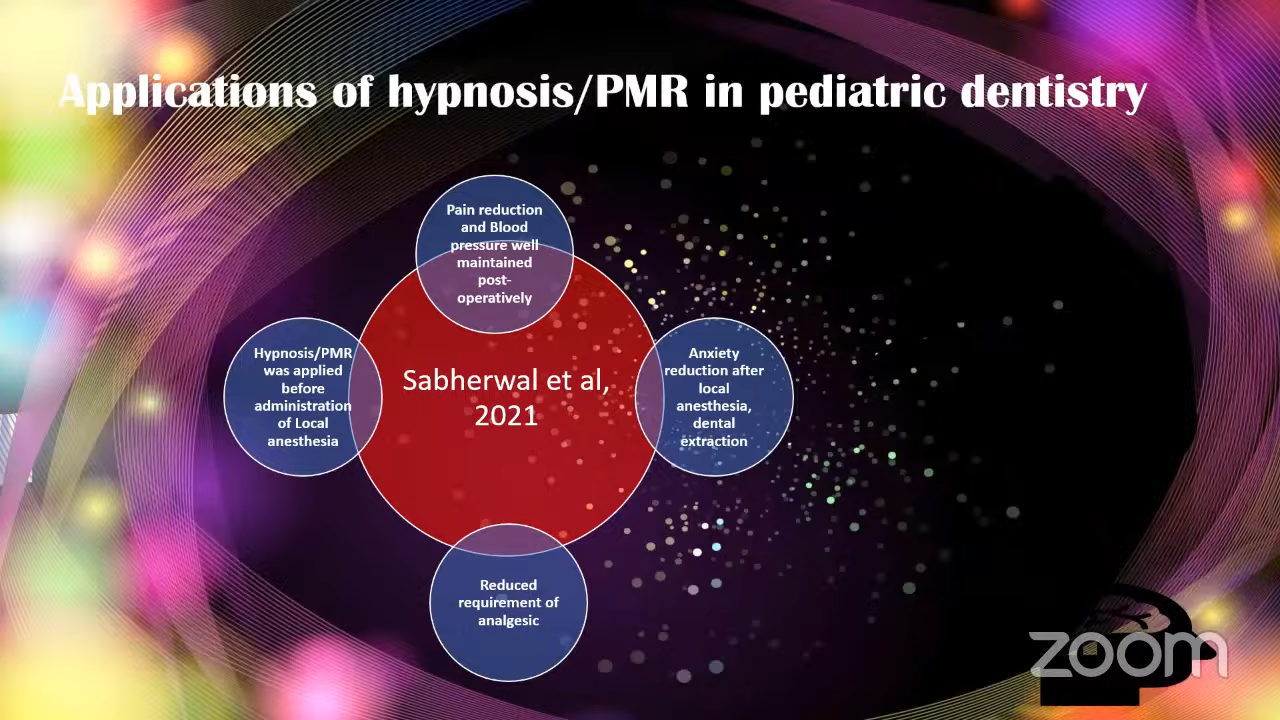 Applications of hypnosis/PMR in pediatric dentistry
Pain reduction
and Blood
pressure well
maintained
post-
operatively
Hypnosis/PMR
was applied
before
administration
of Local
anesthesia
Sabherwal et al,
2021
Anxiety
reduction after
local
anesthesia,
dental
extraction
Reduced
requirement of
analgesic
zoom